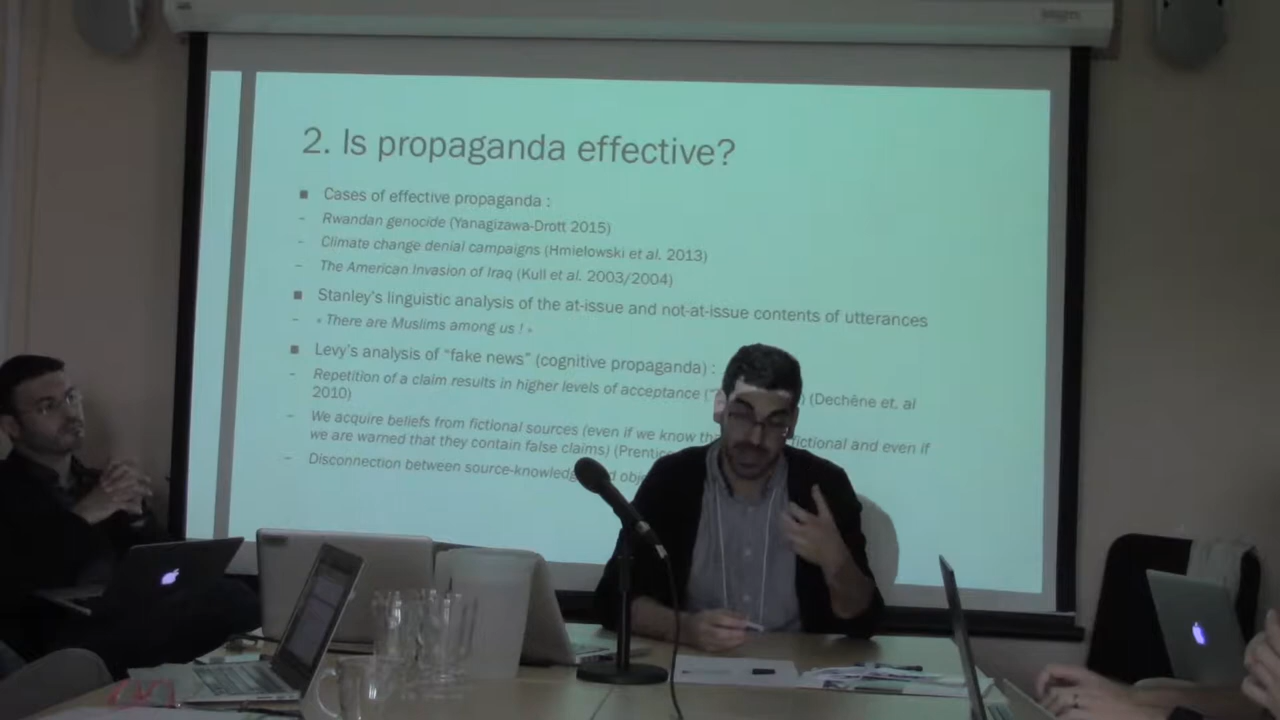 2. Is propaganda effective?
■ Cases of effective propaganda :
– Rwandan genocide (Yanagizawa-Drott 2015)
– Climate change denial campaigns (Hmielowski et al. 2013)
– The American Invasion of Iraq (Kull et al. 2003/2004)
■ Stanley's linguistic analysis of the at-issue and not-at-issue contents of utterances
– « There are Muslims among us ! »
■ Levy's analysis of "fake news" (cognitive propaganda) :
– Repetition of a claim results in higher levels of acceptance ( ) (Dechêne et. al
2010)
– We acquire beliefs from fictional sources (even if we know fictional and even if
we are warned that they contain false claims)
– Disconnection between